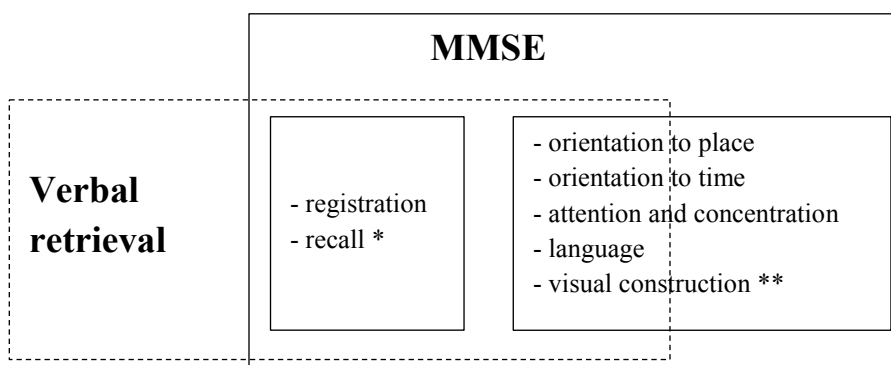 MMSE
Verbal
retrieval
- registration
- recall *
- orientation to place
- orientation to time
- attention and concentration
- language
- visual construction **